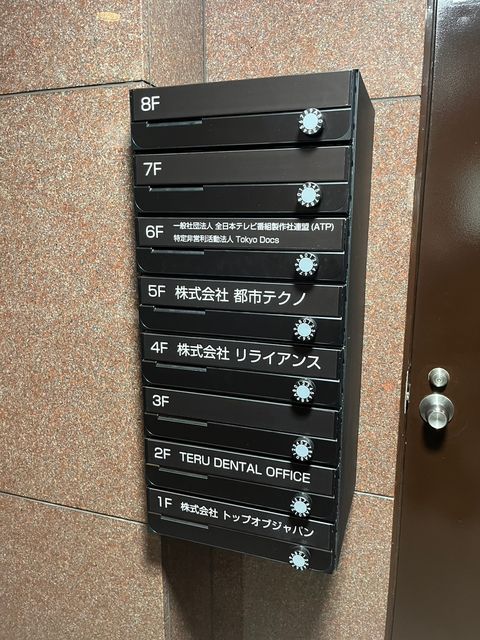 8F
7F
6F 一般社団法人 全日本テレビ番組製作社連盟 (ATP)
特定非営利活動法人 Tokyo Docs
5F 株式会社 都市テクノ
4F 株式会社 リライアンス
3F
2F TERU DENTAL OFFICE
1F 株式会社 トップオブジャパン